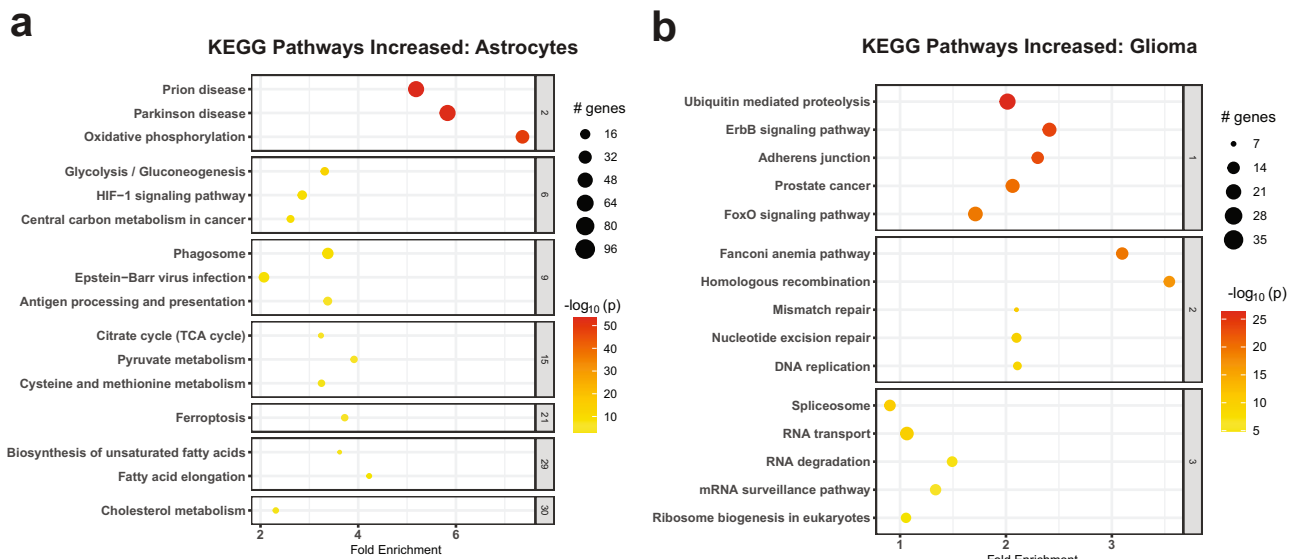 a
KEGG Pathways Increased: Astrocytes
Prion disease
Parkinson disease
Oxidative phosphorylation
2
Glycolysis / Gluconeogenesis
HIF−1 signaling pathway
Central carbon metabolism in cancer
6
Phagosome
Epstein−Barr virus infection
Antigen processing and presentation
9
Citrate cycle (TCA cycle)
Pyruvate metabolism
Cysteine and methionine metabolism
15
Ferroptosis
21
Biosynthesis of unsaturated fatty acids
Fatty acid elongation
29
Cholesterol metabolism
30
2 4 6
Fold Enrichment
# genes
16
32
48
64
80
96
-log10 (p)
50
40
30
20
10
b
KEGG Pathways Increased: Glioma
Ubiquitin mediated proteolysis
ErbB signaling pathway
Adherens junction
Prostate cancer
FoxO signaling pathway
1
Fanconi anemia pathway
Homologous recombination
Mismatch repair
Nucleotide excision repair
DNA replication
2
Spliceosome
RNA transport
RNA degradation
mRNA surveillance pathway
Ribosome biogenesis in eukaryotes
3
1 2 3
Fold Enrichment
# genes
7
14
21
28
35
-log10 (p)
25
20
15
10
5